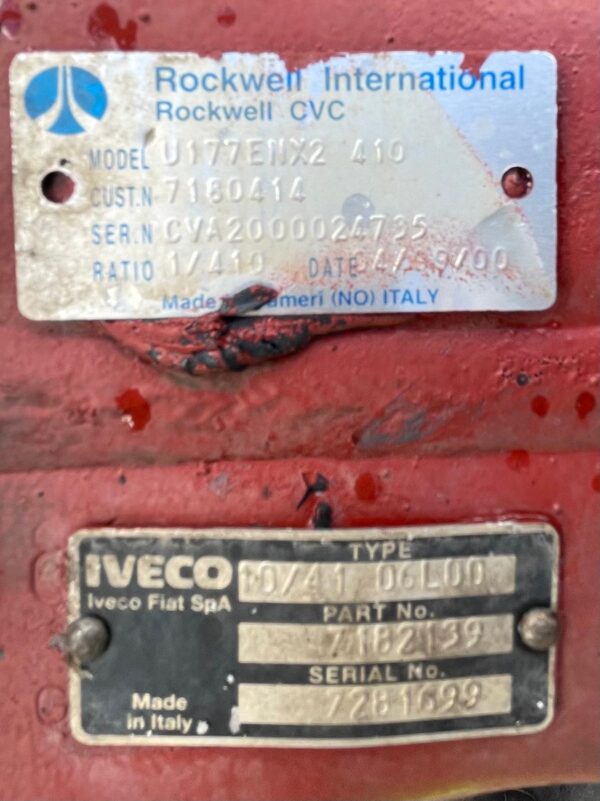 Rockwell International
Rockwell CVC
MODEL U177ENX2 410
CUST.N 7180414
SER.N CVA2000024735
RATIO 1/410 DATE
Made (NO) ITALY
TYPE
IVECO 10/41 06L00
Iveco Fiat SpA
PART No.
7182139
SERIAL No.
7281699
Made
in Italy